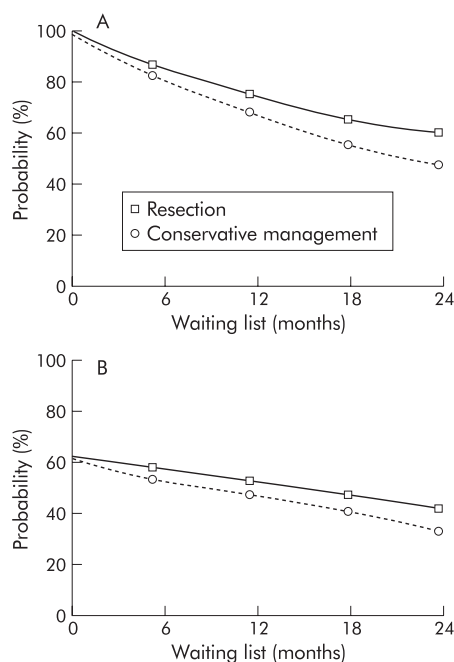 A
100
80
60
40
20
0
Probability (%)
Resection
Conservative management
0 6 12 18 24
Waiting list (months)
B
100
80
60
40
20
0
Probability (%)
0 6 12 18 24
Waiting list (months)